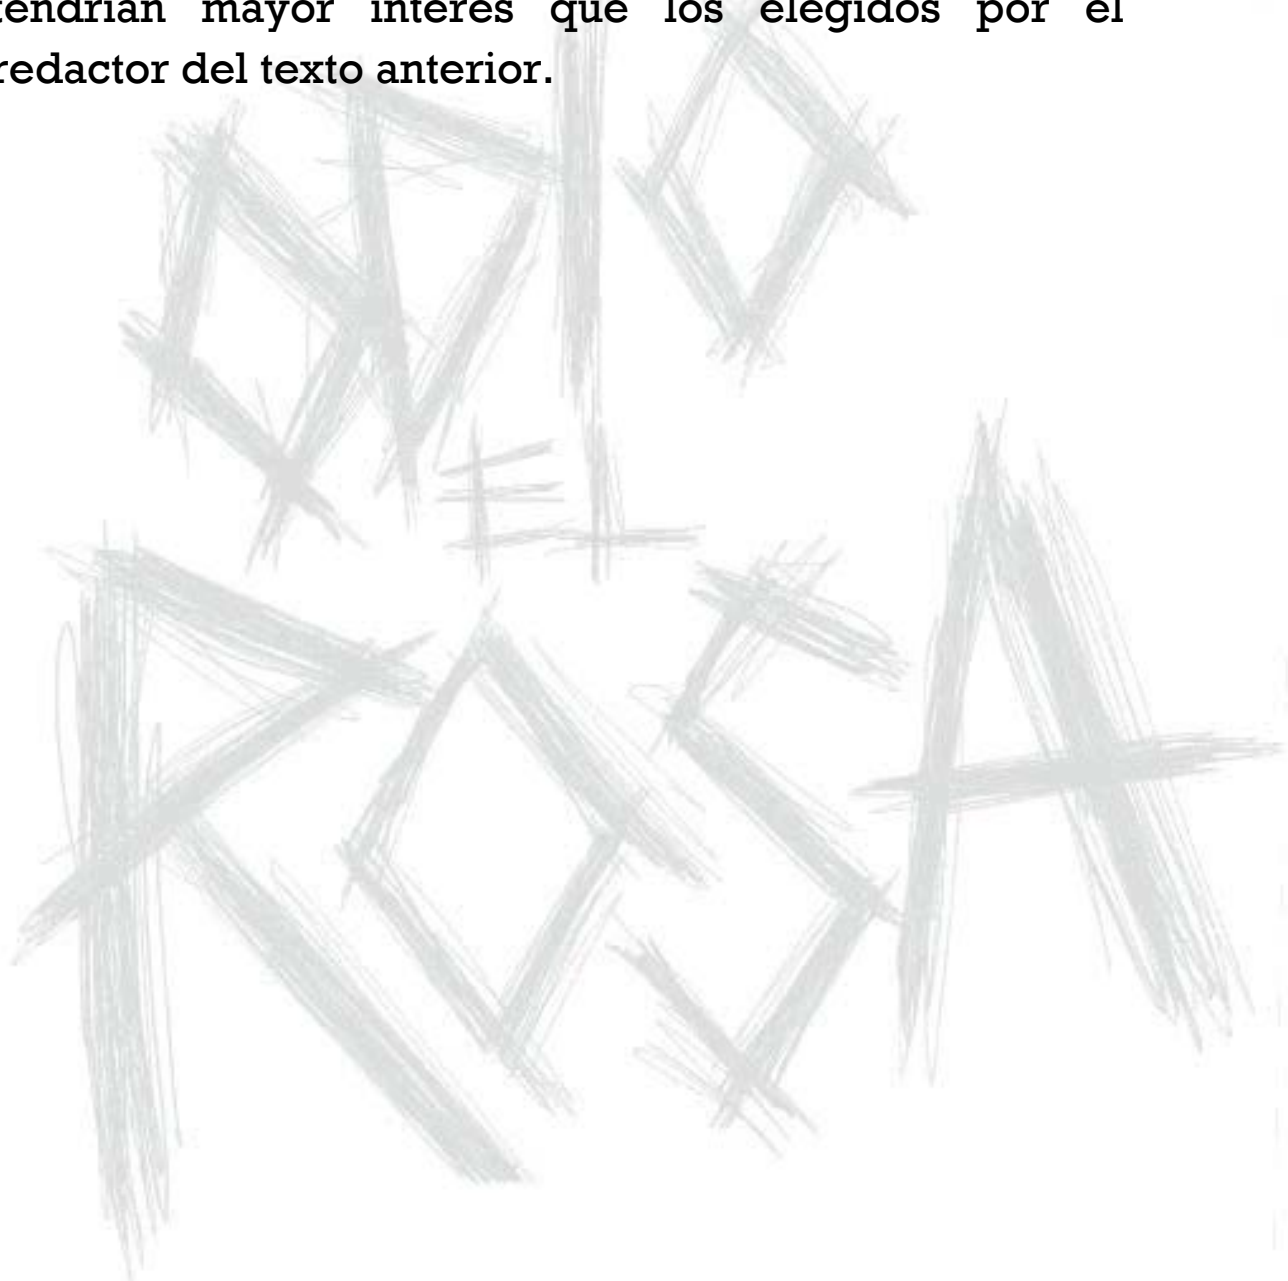 tendrían mayor interés que los elegidos por el
redactor del texto anterior.
ODIO
EL
ROSA